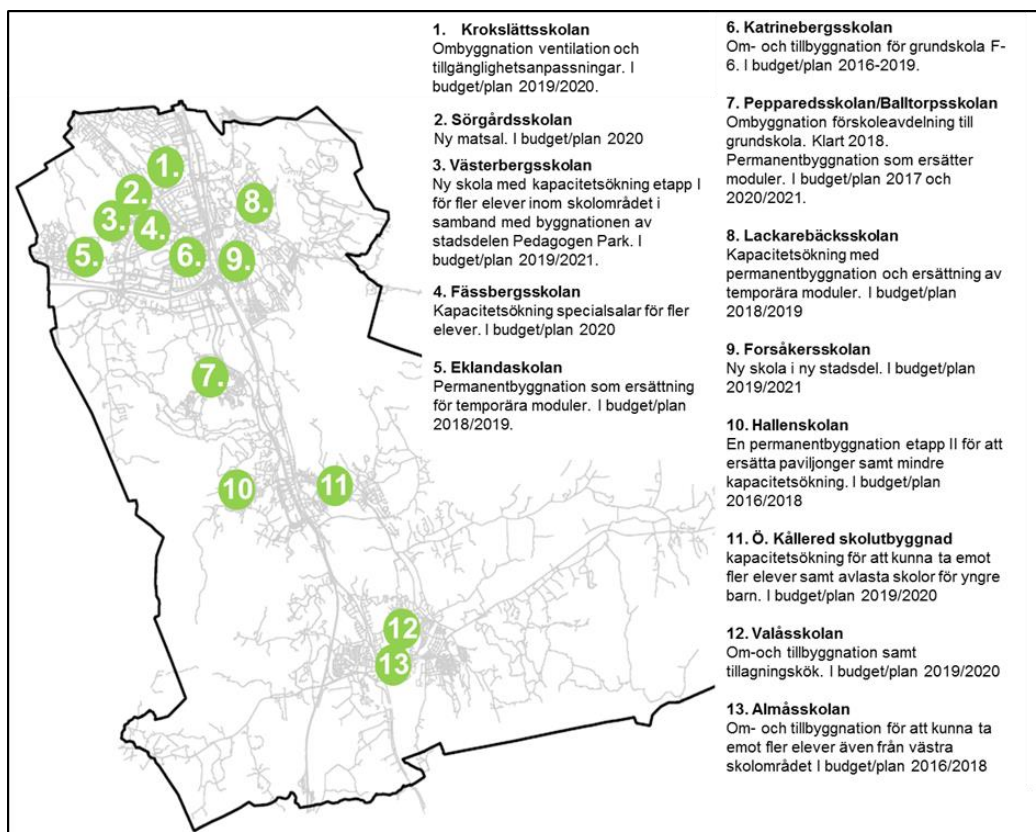 1. Krokslättsskolan
Ombyggnation ventilation och
tillgänglighetsanpassningar. I
budget/plan 2019/2020.
2. Sörgårdsskolan
Ny matsal. I budget/plan 2020
3. Västerbergsskolan
Ny skola med kapacitetsökning etapp I
för fler elever inom skolområdet i
samband med byggnationen av
stadsdelen Pedagogen Park. I
budget/plan 2019/2021.
4. Fässbergsskolan
Kapacitetsökning specialsalar för fler
elever. I budget/plan 2020
5. Eklandaskolan
Permanentbyggnation som ersättning
för temporära moduler. I budget/plan
2018/2019.
6. Katrinebergsskolan
Om- och tillbyggnation för grundskola F-
6. I budget/plan 2016-2019.
7. Pepparedsskolan/Balltorpsskolan
Ombyggnation förskoleavdelning till
grundskola. Klart 2018.
Permanentbyggnation som ersätter
moduler. I budget/plan 2017 och
2020/2021.
8. Lackarebäcksskolan
Kapacitetsökning med
permanentbyggnation och ersättning av
temporära moduler. I budget/plan
2018/2019
9. Forsåkersskolan
Ny skola i ny stadsdel. I budget/plan
2019/2021
10. Hallenskolan
En permanentbyggnation etapp II för att
ersätta paviljonger samt mindre
kapacitetsökning. I budget/plan
2016/2018
11. Ö. Kållered skolutbyggnad
kapacitetsökning för att kunna ta emot
fler elever samt avlasta skolor för yngre
barn. I budget/plan 2019/2020
12. Valåsskolan
Om-och tillbyggnation samt
tillagningskök. I budget/plan 2019/2020
13. Almåsskolan
Om- och tillbyggnation för att kunna ta
emot fler elever även från västra
skolområdet I budget/plan 2016/2018
1.
2.
8.
3.
4.
5.
6.
9.
7.
10
11
12
13